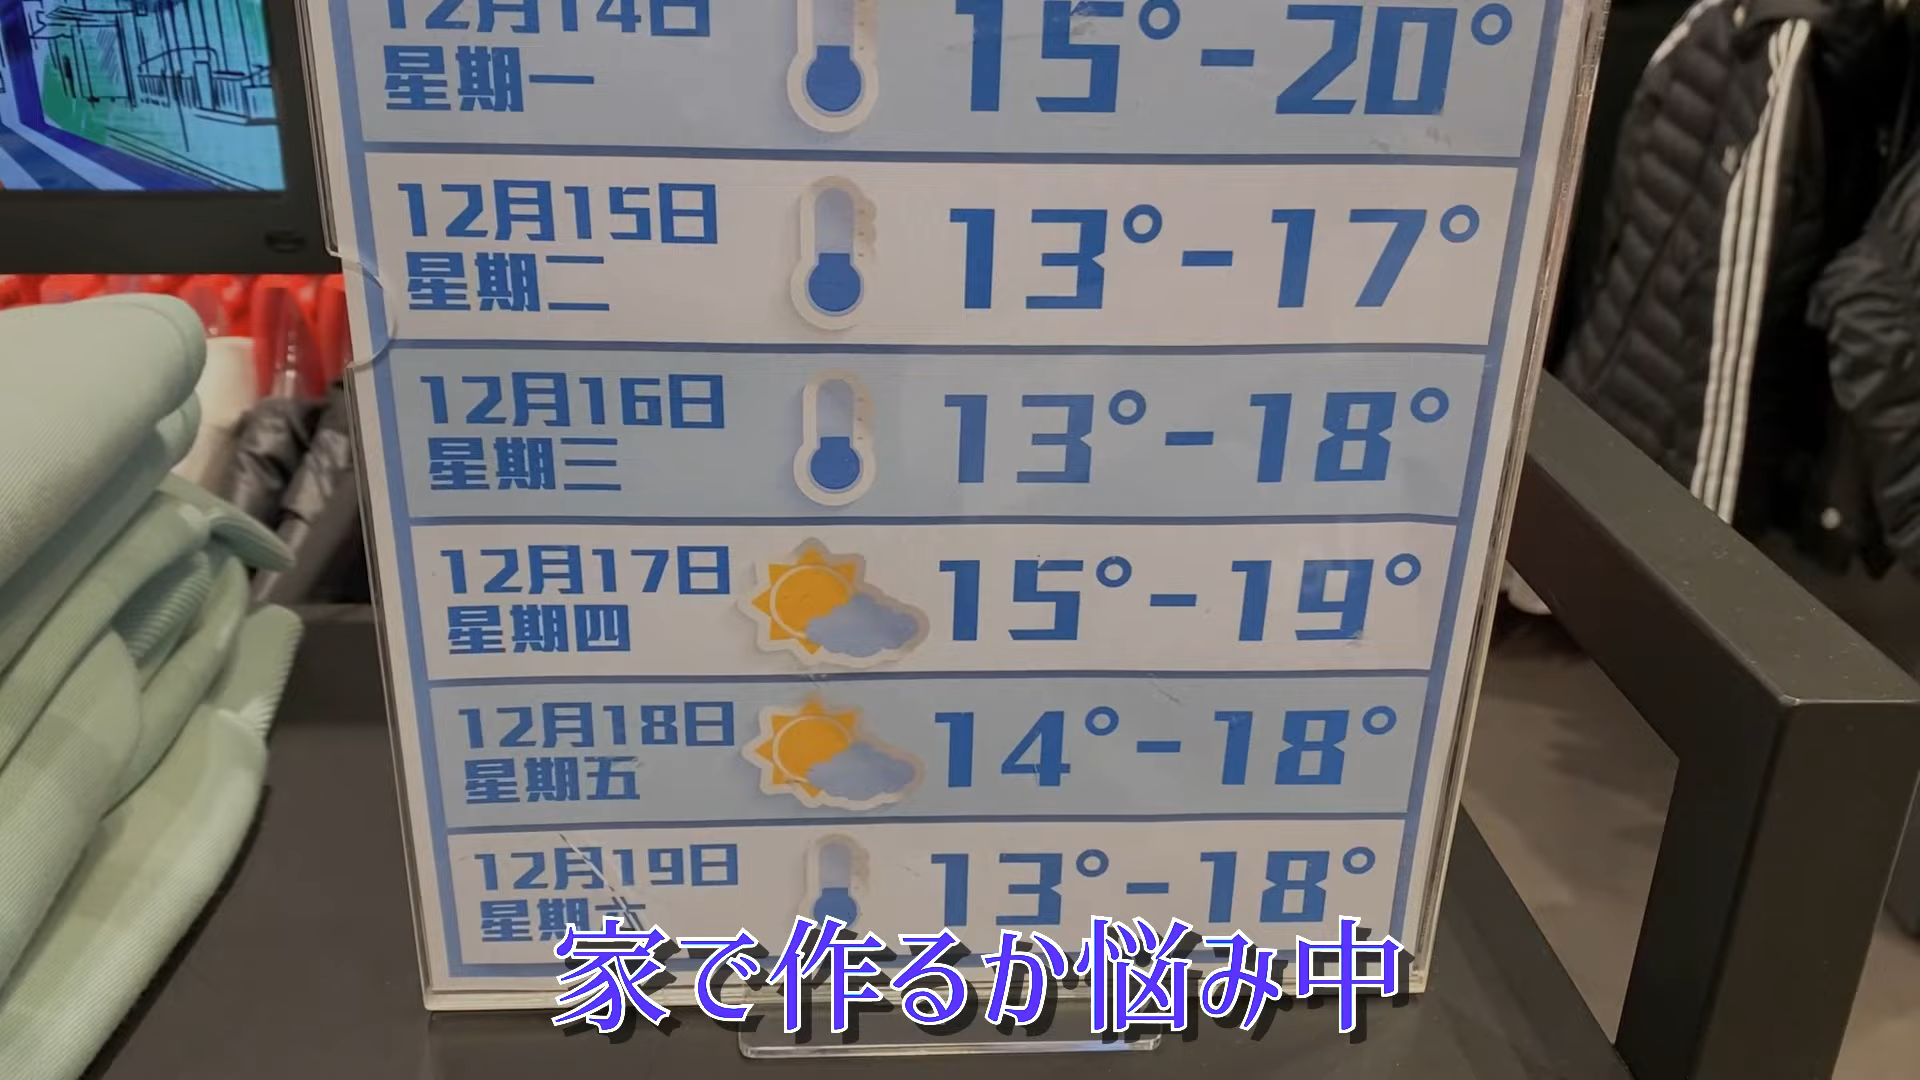 12月14日
星期一
15°-20°
12月15日
星期二
13°-17°
12月16日
星期三
13°-18°
12月17日
星期四
15°-19°
12月18日
星期五
14°-18°
12月19日
星期六
13°-18°
家で作るか悩み中